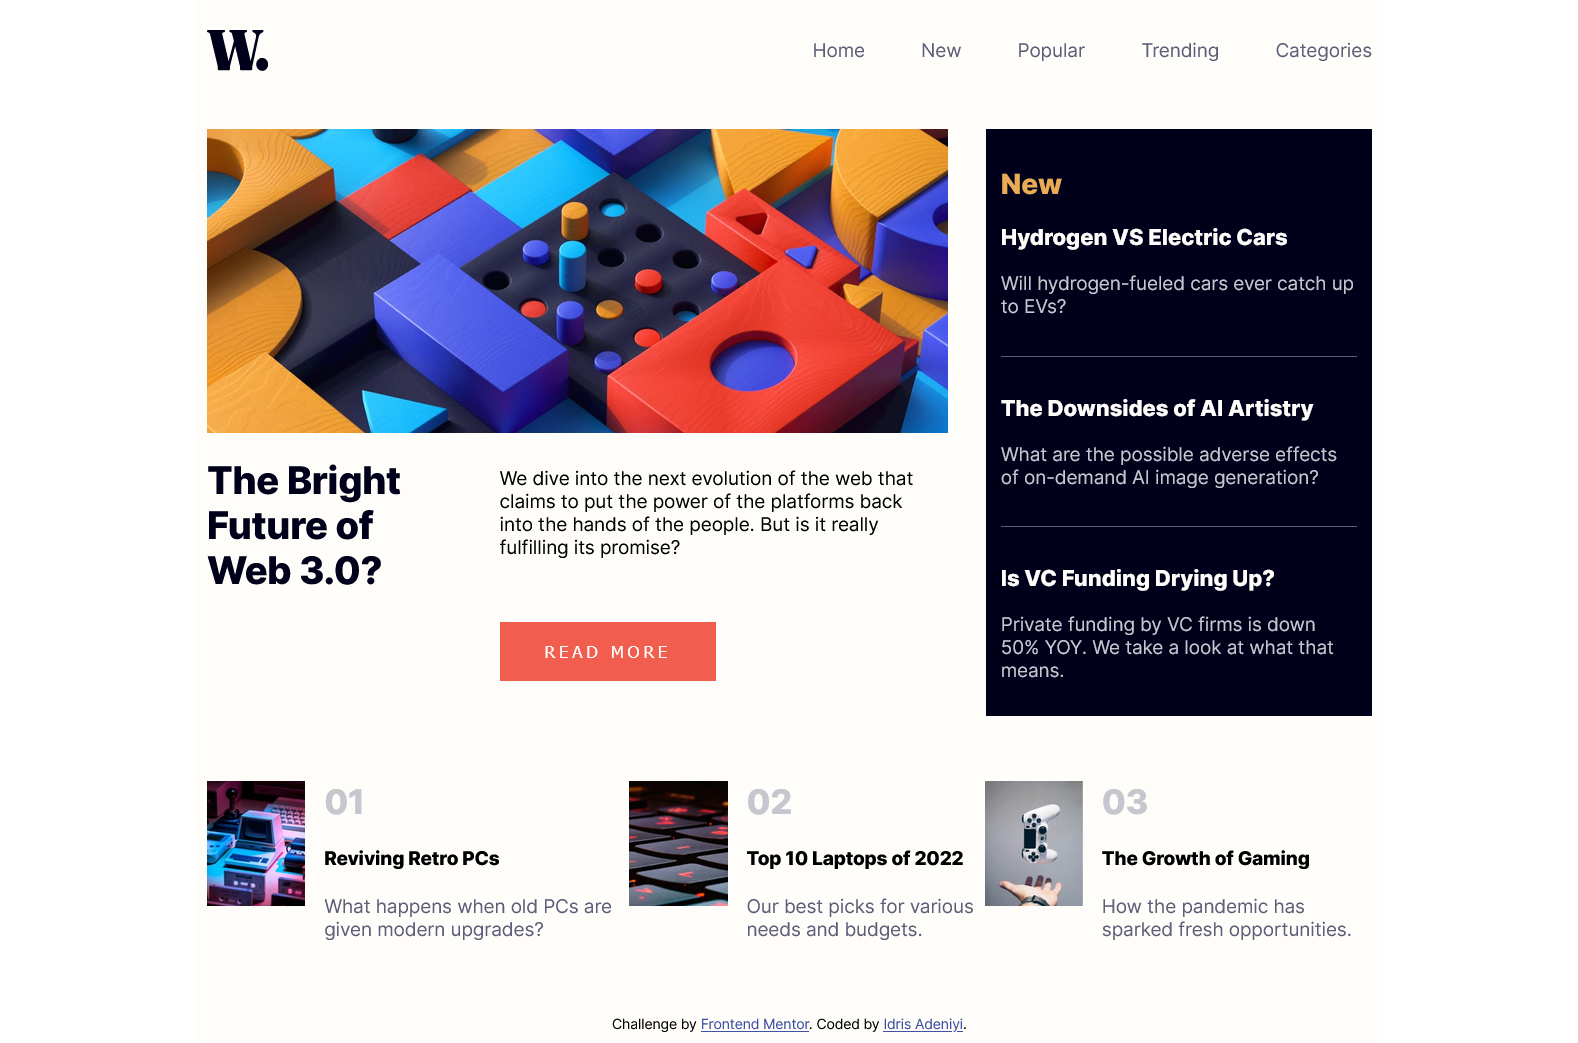 W.
Home New Popular Trending Categories
The Bright
Future of
Web 3.0?
We dive into the next evolution of the web that
claims to put the power of the platforms back
into the hands of the people. But is it really
fulfilling its promise?
READ MORE
New
Hydrogen VS Electric Cars
Will hydrogen-fueled cars ever catch up
to EVs?
The Downsides of AI Artistry
What are the possible adverse effects
of on-demand AI image generation?
Is VC Funding Drying Up?
Private funding by VC firms is down
50% YOY. We take a look at what that
means.
01
Reviving Retro PCs
What happens when old PCs are
given modern upgrades?
02
Top 10 Laptops of 2022
Our best picks for various
needs and budgets.
03
The Growth of Gaming
How the pandemic has
sparked fresh opportunities.
Challenge by Frontend Mentor. Coded by Idris Adeniyi.